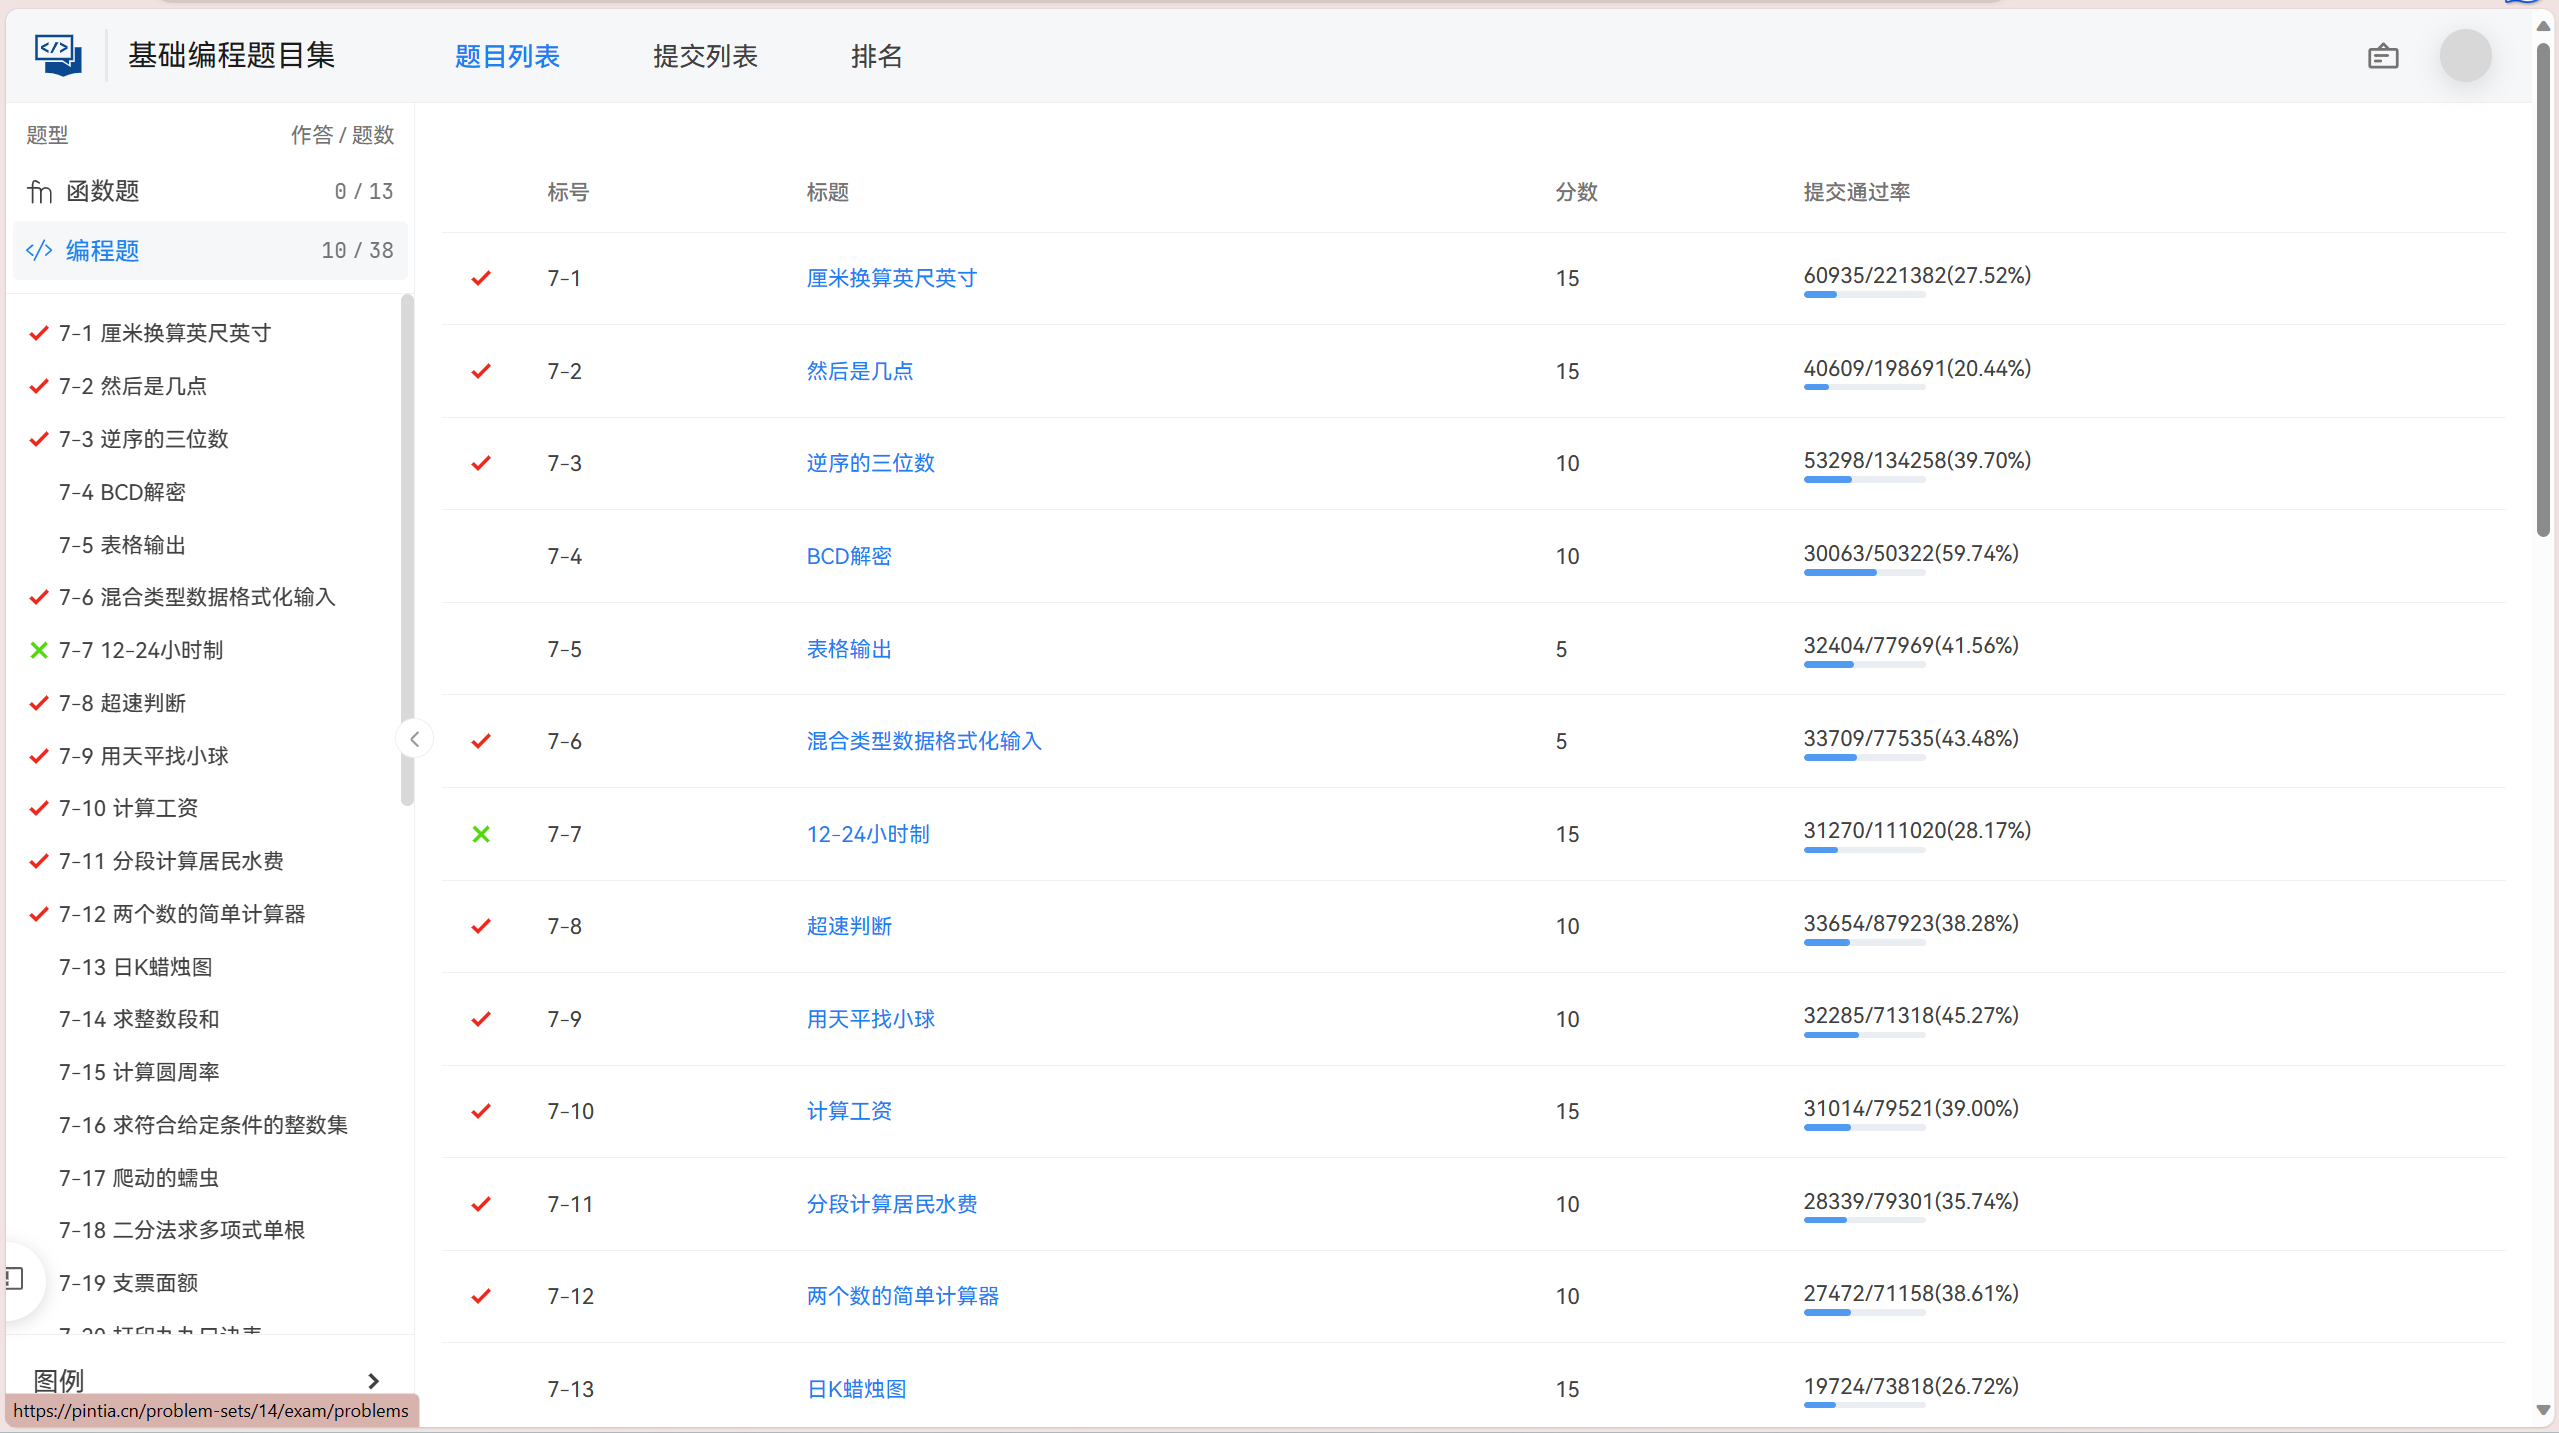 基础编程题目集
题目列表
提交列表
排名
题型 作答 / 题数
函数题 0 / 13
编程题 10 / 38
7-1 厘米换算英尺英寸
7-2 然后是几点
7-3 逆序的三位数
7-4 BCD解密
7-5 表格输出
7-6 混合类型数据格式化输入
7-7 12-24小时制
7-8 超速判断
7-9 用天平找小球
7-10 计算工资
7-11 分段计算居民水费
7-12 两个数的简单计算器
7-13 日K蜡烛图
7-14 求整数段和
7-15 计算圆周率
7-16 求符合给定条件的整数集
7-17 爬动的蠕虫
7-18 二分法求多项式单根
7-19 支票面额
7-20 打印九九口诀表
图例
https://pintia.cn/problem-sets/14/exam/problems
标号 标题 分数 提交通过率
7-1 厘米换算英尺英寸 15 60935/221382(27.52%)
7-2 然后是几点 15 40609/198691(20.44%)
7-3 逆序的三位数 10 53298/134258(39.70%)
7-4 BCD解密 10 30063/50322(59.74%)
7-5 表格输出 5 32404/77969(41.56%)
7-6 混合类型数据格式化输入 5 33709/77535(43.48%)
7-7 12-24小时制 15 31270/111020(28.17%)
7-8 超速判断 10 33654/87923(38.28%)
7-9 用天平找小球 10 32285/71318(45.27%)
7-10 计算工资 15 31014/79521(39.00%)
7-11 分段计算居民水费 10 28339/79301(35.74%)
7-12 两个数的简单计算器 10 27472/71158(38.61%)
7-13 日K蜡烛图 15 19724/73818(26.72%)